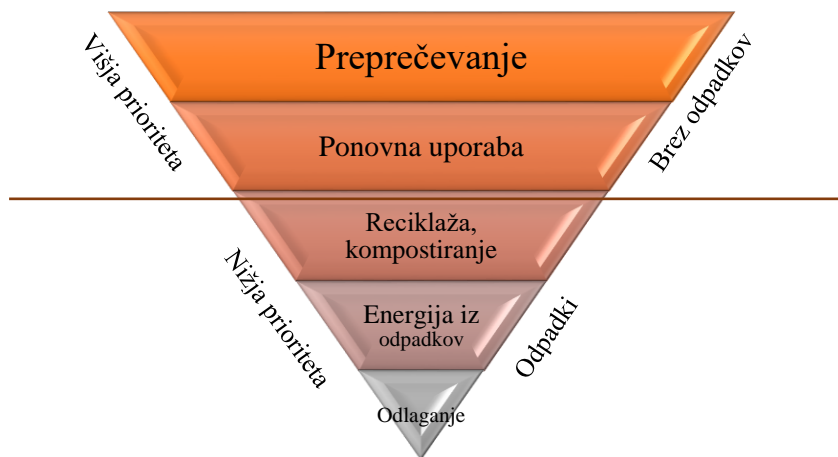 Preprečevanje
Višja prioriteta
Brez odpadkov
Ponovna uporaba
Reciklaža,
kompostiranje
Nižja prioriteta
Energija iz
odpadkov
Odpadki
Odlaganje